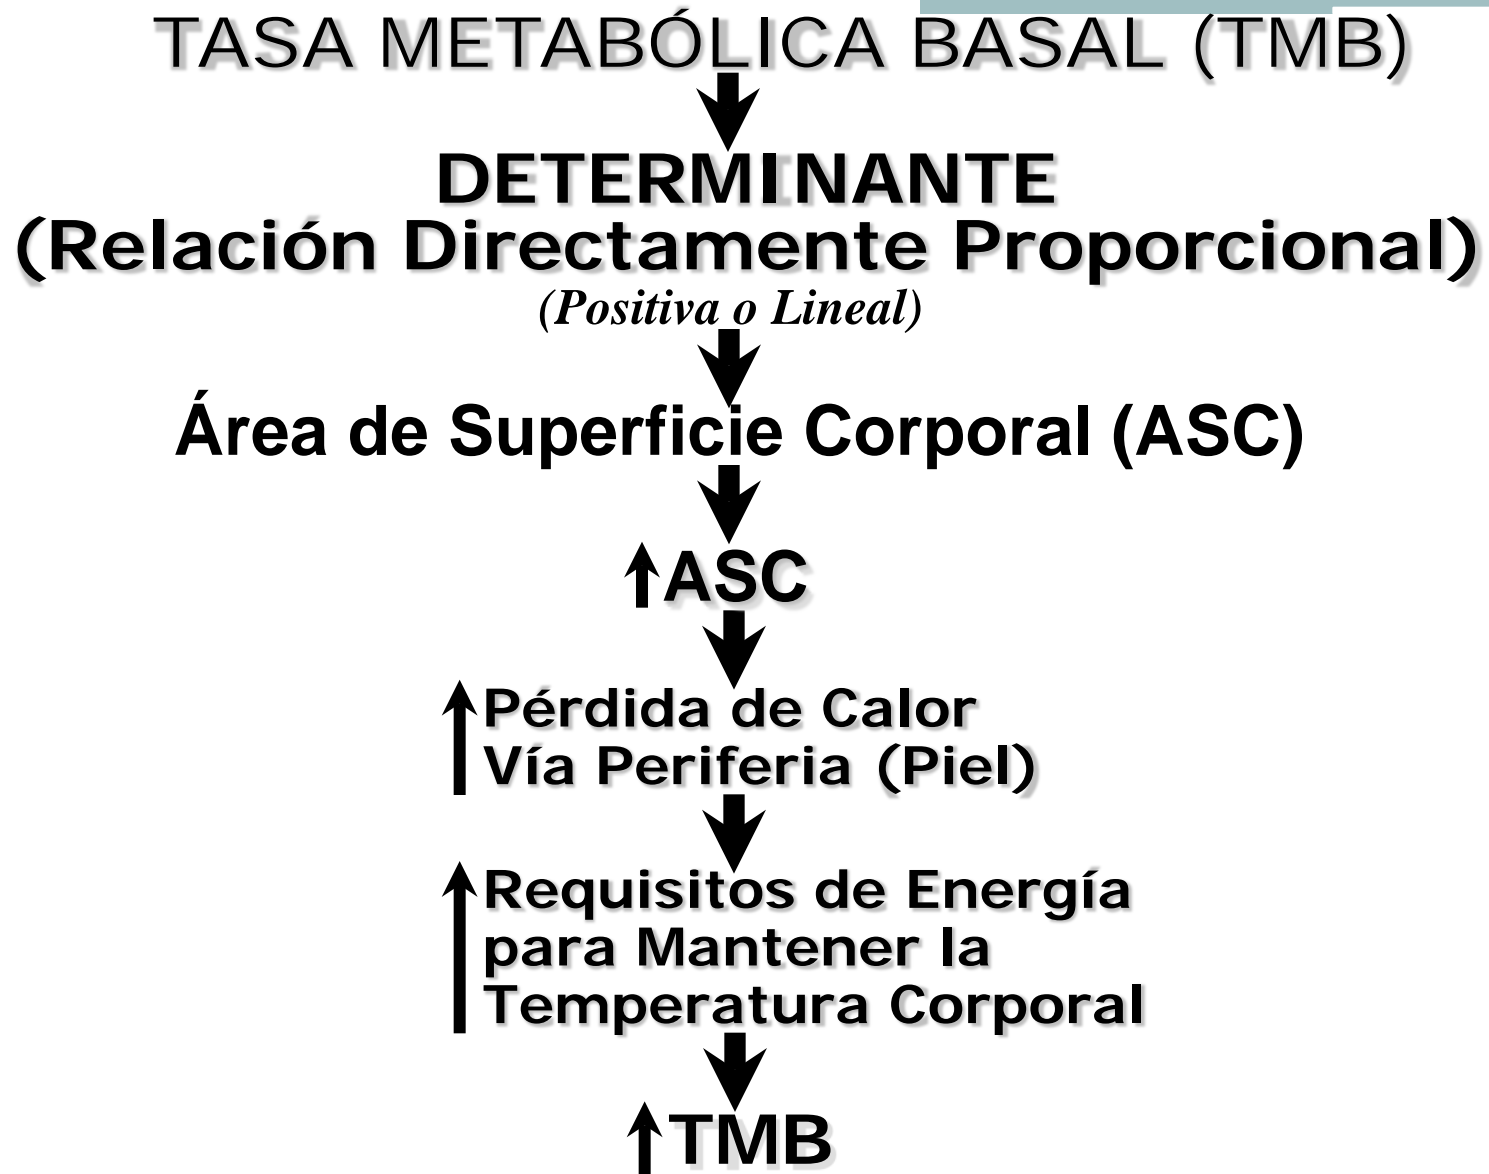 TASA METABÓLICA BASAL (TMB)
DETERMINANTE
(Relación Directamente Proporcional)
(Positiva o Lineal)
Área de Superficie Corporal (ASC)
ASC
Pérdida de Calor
Vía Periferia (Piel)
Requisitos de Energía
para Mantener la
Temperatura Corporal
TMB